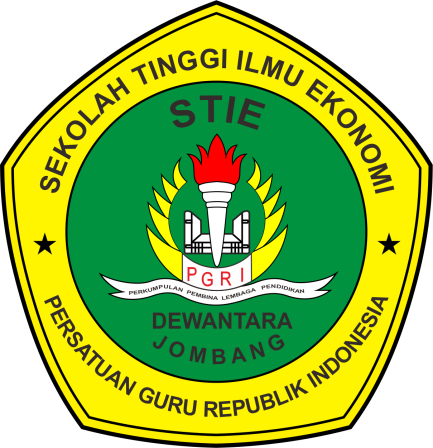 SEKOLAH TINGGI ILMU EKONOMI
STIE
PGRI
PERKUMPULAN PEMBINA LEMBAGA PENDIDIKAN
DEWANTARA
JOMBANG
PERSATUAN GURU REPUBLIK INDONESIA